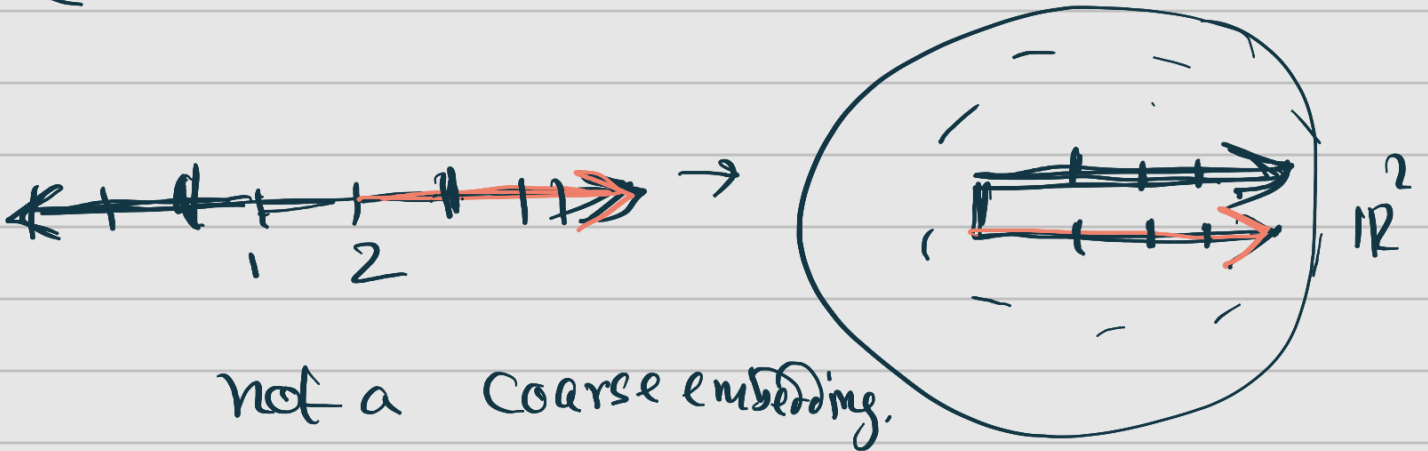 1 2
→
ℝ²
not a coarse embedding.